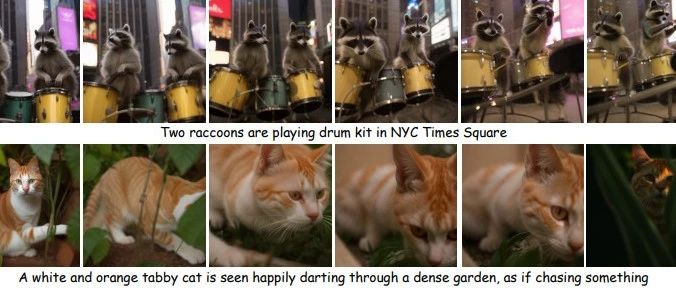 Two raccoons are playing drum kit in NYC Times Square
A white and orange tabby cat is seen happily darting through a dense garden, as if chasing something